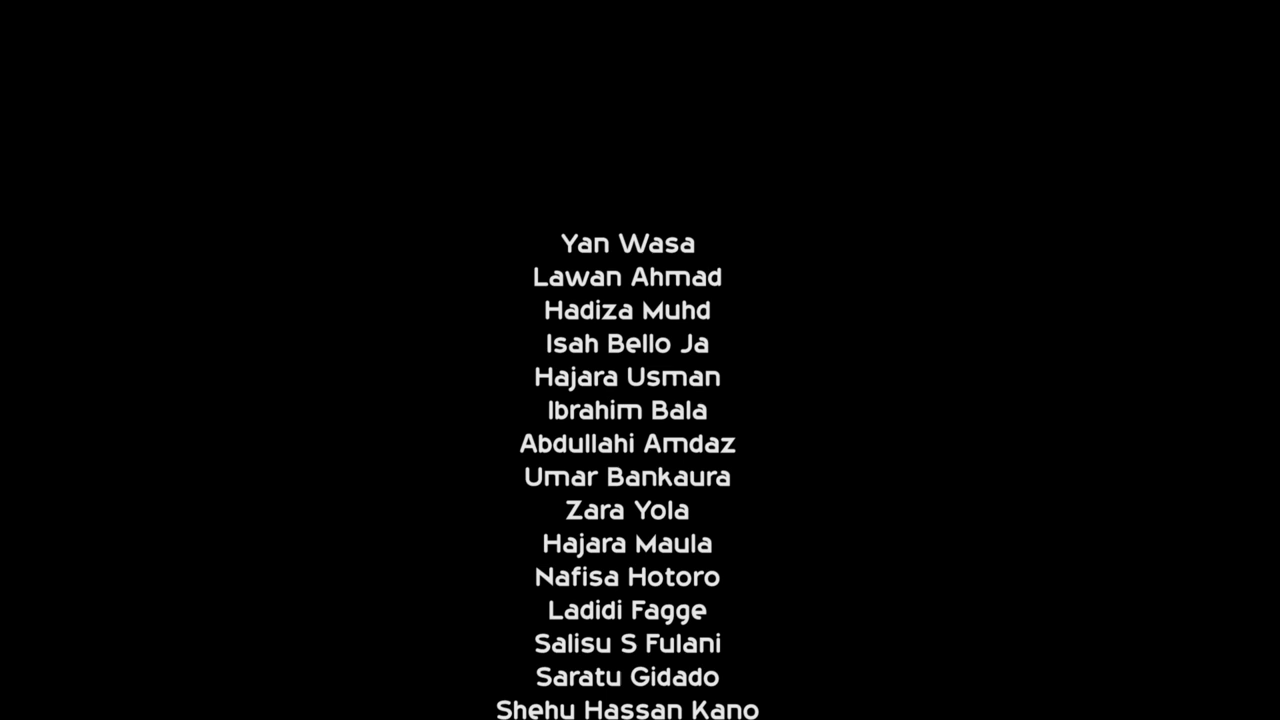 Yan Wasa
Lawan Ahmad
Hadiza Muhd
Isah Bello Ja
Hajara Usman
Ibrahim Bala
Abdullahi Amdaz
Umar Bankaura
Zara Yola
Hajara Maula
Nafisa Hotoro
Ladidi Fagge
Salisu S Fulani
Saratu Gidado
Shehu Hassan Kano